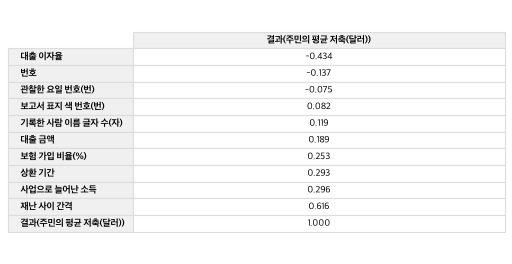 결과(주민의 평균 저축(달러))
대출 이자율 -0.434
번호 -0.137
관찰한 요일 번호(번) -0.075
보고서 표지 색 번호(번) 0.082
기록한 사람 이름 글자 수(자) 0.119
대출 금액 0.189
보험 가입 비율(%) 0.253
상환 기간 0.293
사업으로 늘어난 소득 0.296
재난 사이 간격 0.616
결과(주민의 평균 저축(달러)) 1.000